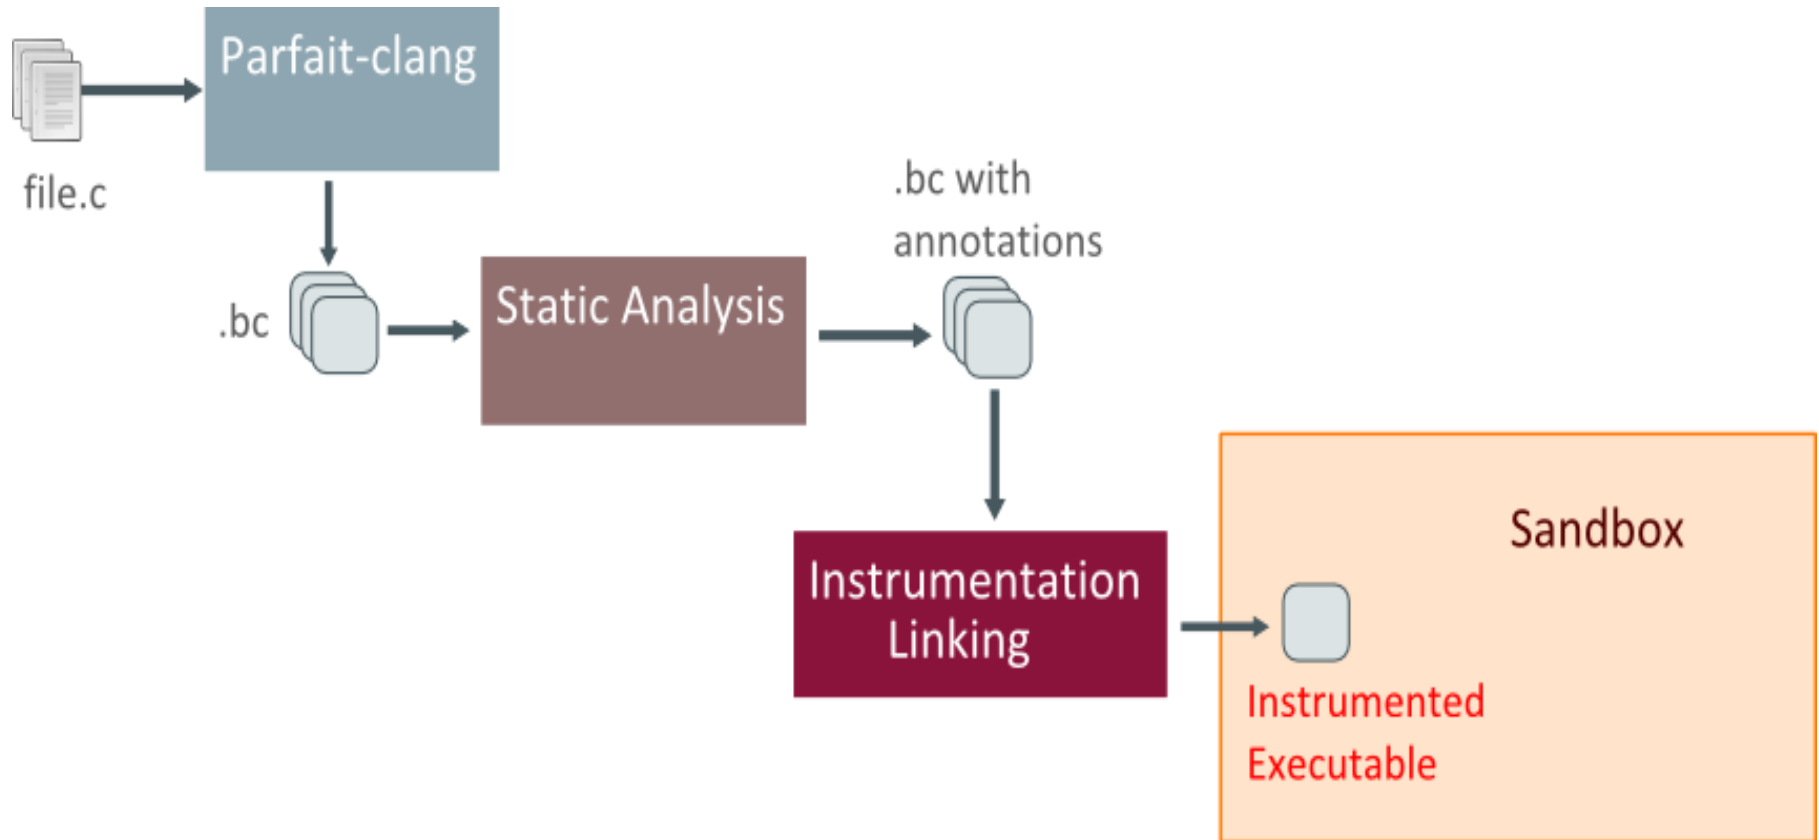 Parfait-clang
file.c
.bc with
annotations
.bc
Static Analysis
Instrumentation
Linking
Sandbox
Instrumented
Executable